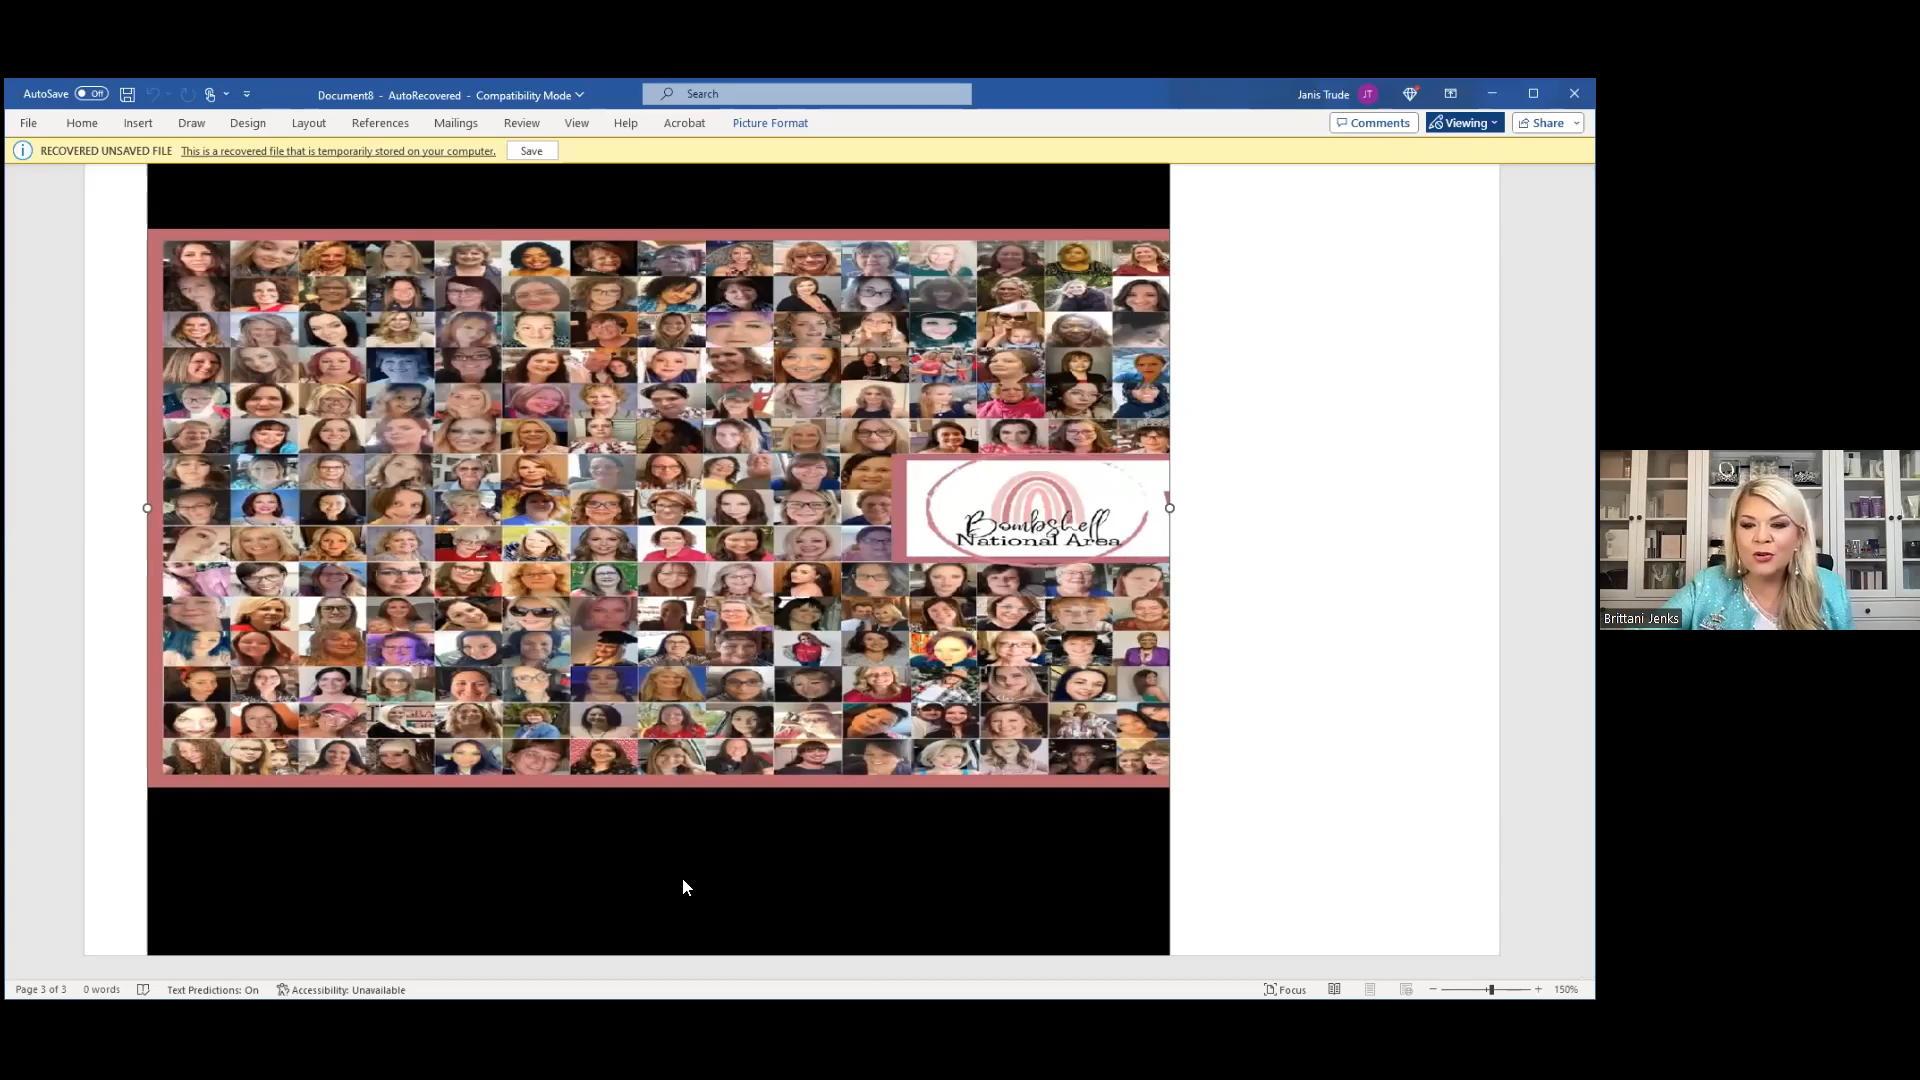 AutoSave Off
Document8 - AutoRecovered - Compatibility Mode
Search
Janis Trude JT
File Home Insert Draw Design Layout References Mailings Review View Help Acrobat Picture Format
Comments Viewing Share
RECOVERED UNSAVED FILE This is a recovered file that is temporarily stored on your computer. Save
Bombshell
National Area
Brittani Jenks
Page 3 of 3 0 words Text Predictions: On Accessibility: Unavailable Focus 150%